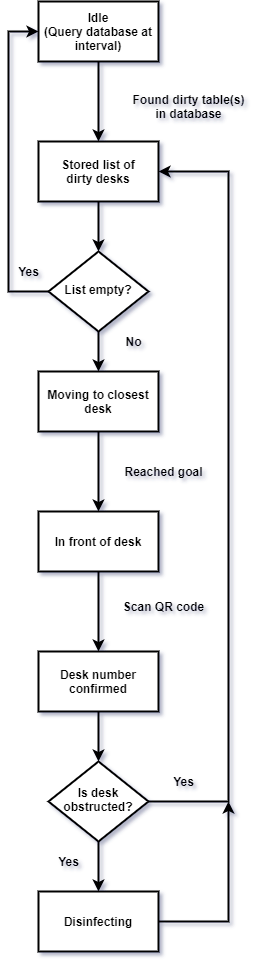 Idle
(Query database at
interval)
Found dirty table(s)
in database
Stored list of
dirty desks
Yes
List empty?
No
Moving to closest
desk
Reached goal
In front of desk
Scan QR code
Desk number
confirmed
Is desk
obstructed?
Yes
Yes
Disinfecting